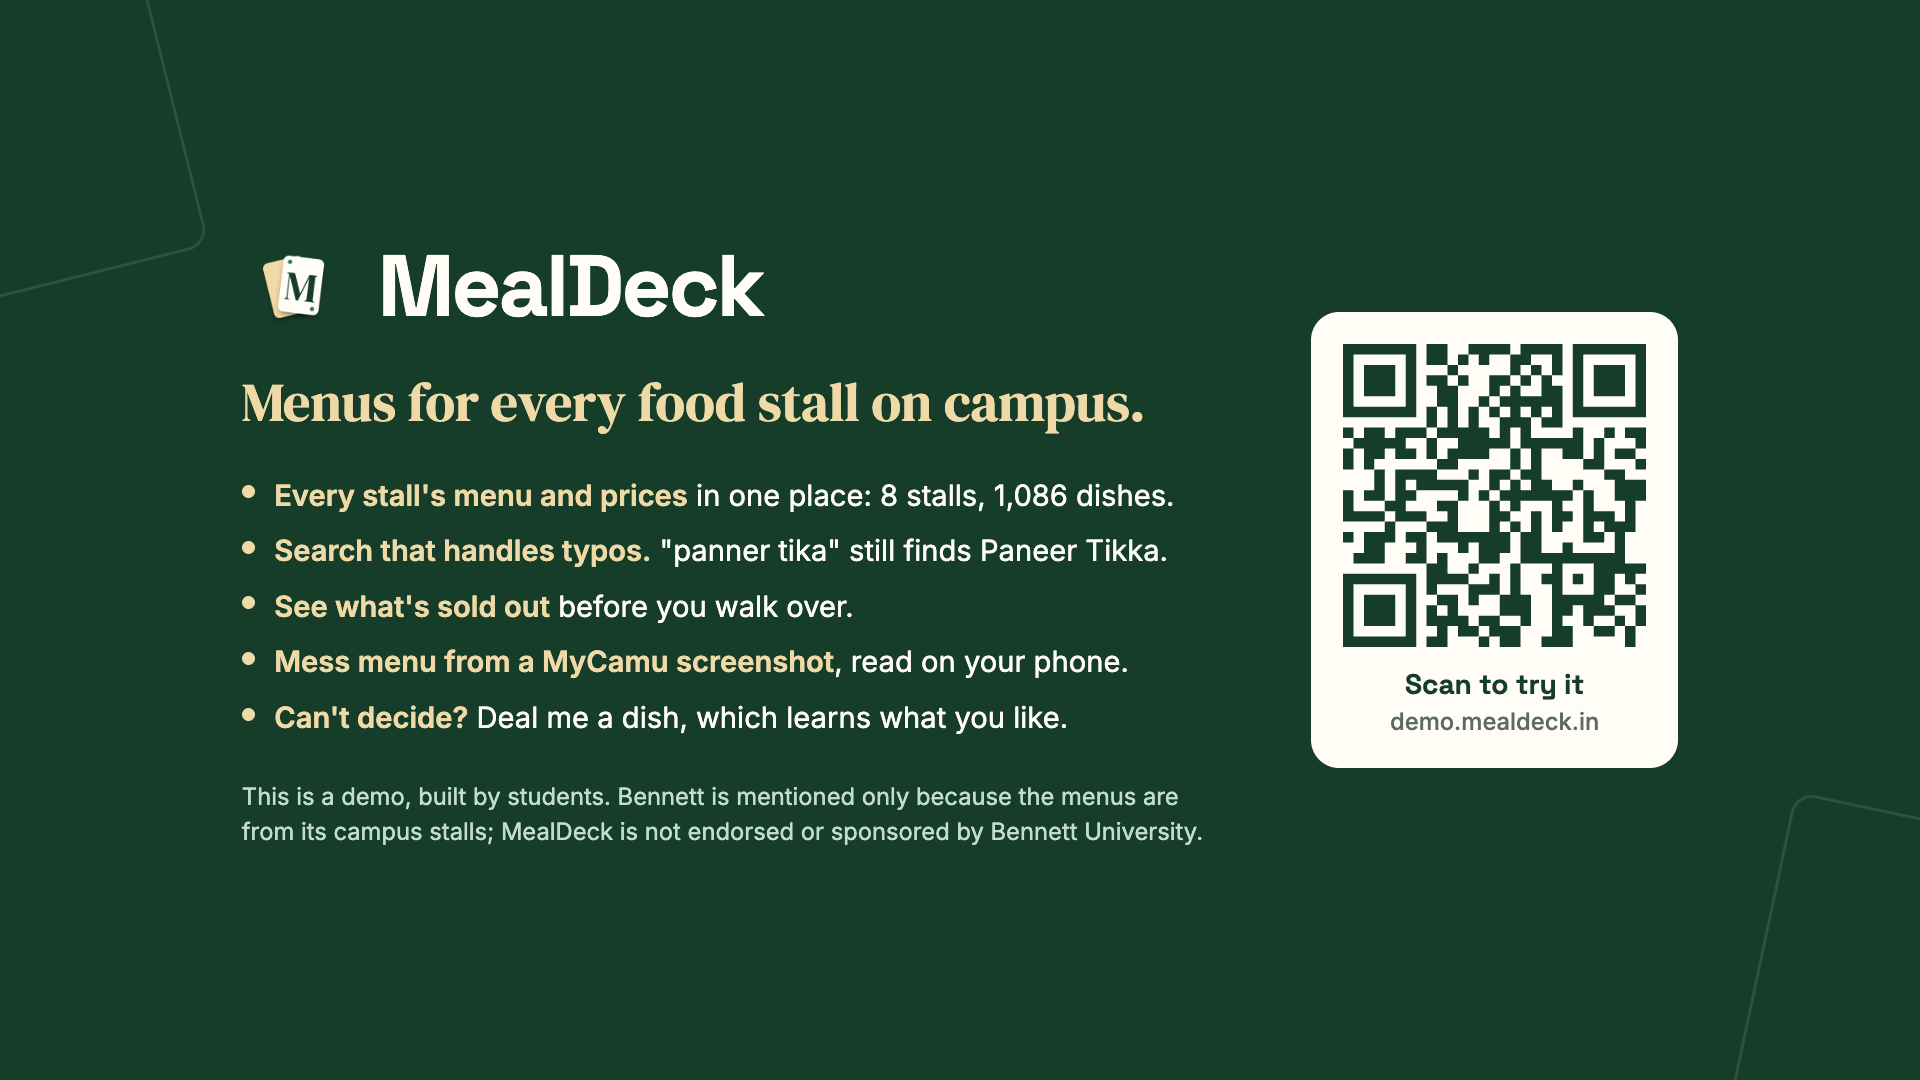 M
MealDeck
Menus for every food stall on campus.
• Every stall's menu and prices in one place: 8 stalls, 1,086 dishes.
• Search that handles typos. "panner tika" still finds Paneer Tikka.
• See what's sold out before you walk over.
• Mess menu from a MyCamu screenshot, read on your phone.
• Can't decide? Deal me a dish, which learns what you like.
This is a demo, built by students. Bennett is mentioned only because the menus are
from its campus stalls; MealDeck is not endorsed or sponsored by Bennett University.
Scan to try it
demo.mealdeck.in